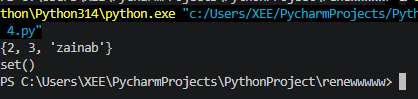 thon\Python314\python.exe "c:/Users/XEE/PycharmProjects/Pyth
4.py"
{2, 3, 'zainab'}
set()
PS C:\Users\XEE\PycharmProjects\PythonProject\renewwwww>